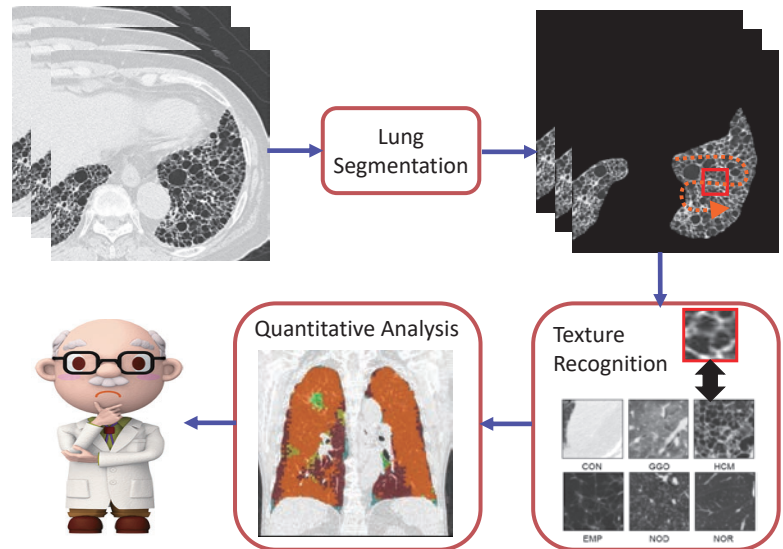 Lung
Segmentation
Quantitative Analysis
Texture
Recognition
CON GGO HCM
EMP NOD NOR